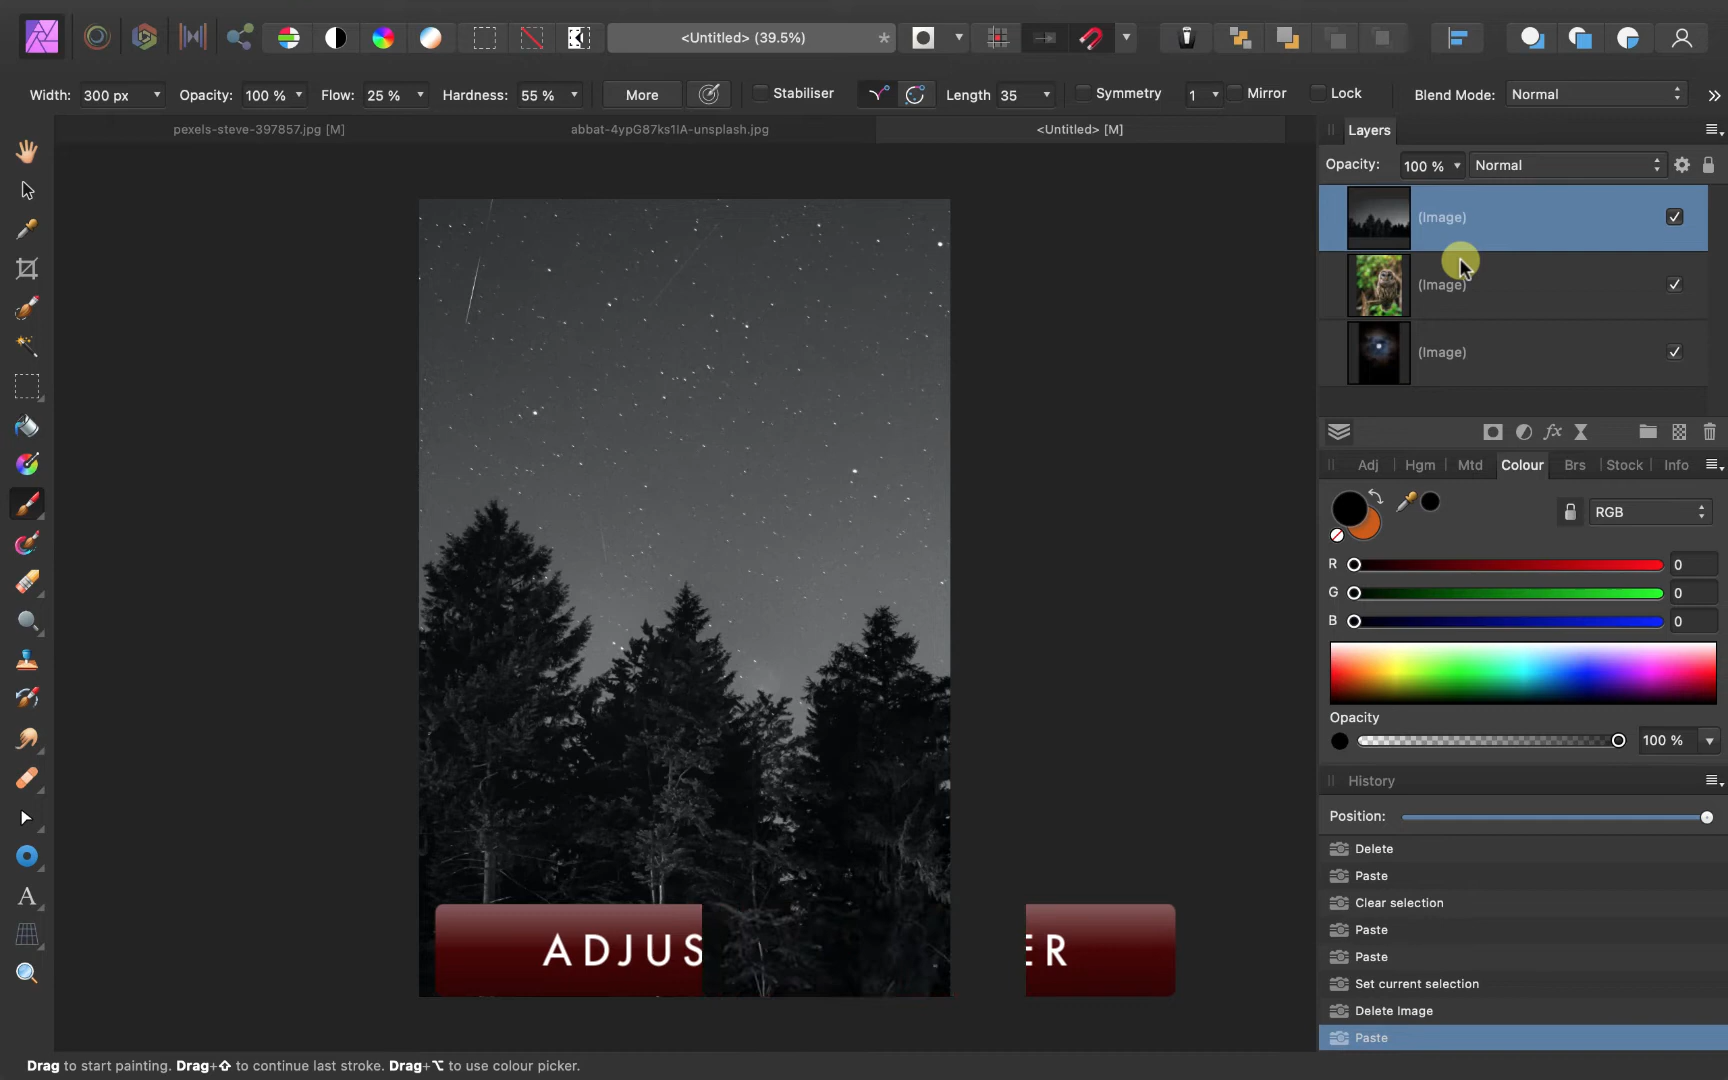 <Untitled> (39.5%)
Width: 300 px Opacity: 100 % Flow: 25 % Hardness: 55 % More Stabiliser Length 35 Symmetry 1 Mirror Lock Blend Mode: Normal
pexels-steve-397857.jpg [M] abbat-4ypG87ks1lA-unsplash.jpg <Untitled> [M]
Layers
Opacity: 100 % Normal
(Image)
(Image)
(Image)
fx
Adj Hgm Mtd Colour Brs Stock Info
RGB
R 0
G 0
B 0
Opacity
100 %
History
Position:
Delete
Paste
Clear selection
Paste
Paste
Set current selection
Delete Image
Paste
ADJUS ER
Drag to start painting. Drag+⇧ to continue last stroke. Drag+⌥ to use colour picker.